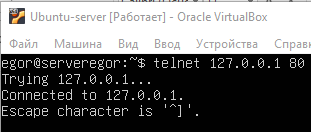 Ubuntu-server [Работает] - Oracle VirtualBox
Файл Машина Вид Ввод Устройства Справка
egor@serveregor:~$ telnet 127.0.0.1 80
Trying 127.0.0.1...
Connected to 127.0.0.1.
Escape character is '^]'.